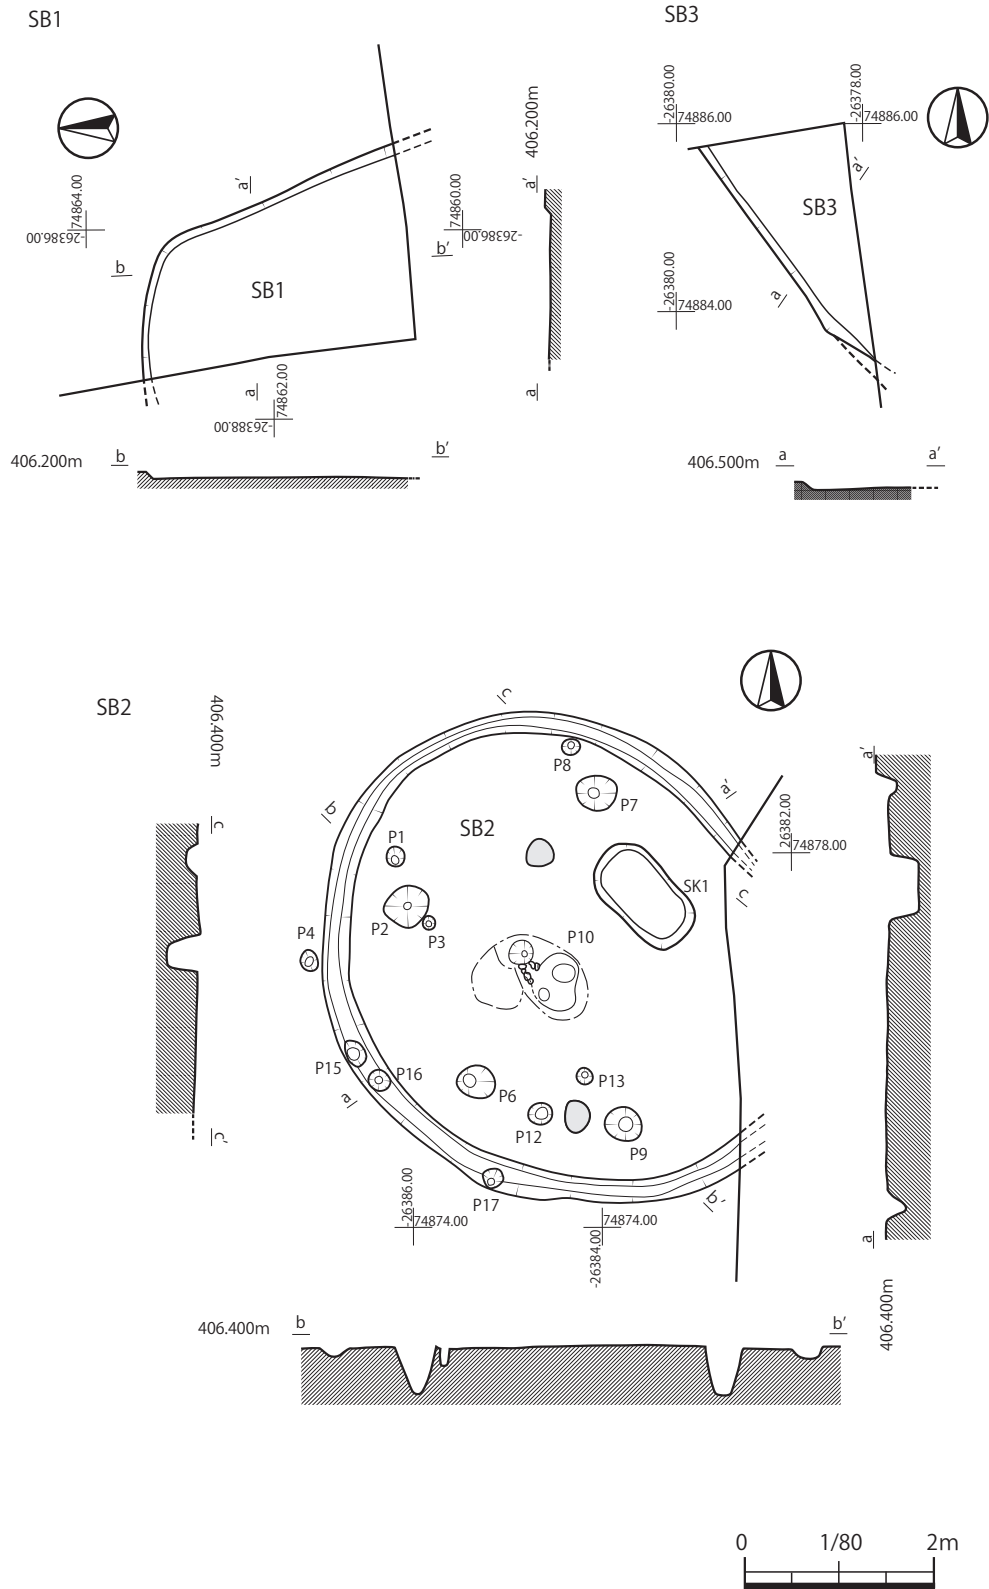 SB1
SB3
406.200m
-26380.00
74886.00
-26378.00
74886.00
a′
a′
a′
74864.00
-26386.00
74860.00
-26386.00
b
b′
SB1
SB3
-26380.00
74884.00
a
a
74862.00
-26388.00
a
406.200m
b
b′
406.500m
a
a′
SB2
406.400m
c
a′
b
P8
a′
P7
26382.00
74878.00
c
SB2
P1
SK1
c
P2
P3
P4
P10
P15
P16
P13
P6
a
P12
P9
c′
P17
b′
-26386.00
74874.00
74874.00
-26384.00
a
406.400m
406.400m
b
b′
0
1/80
2m